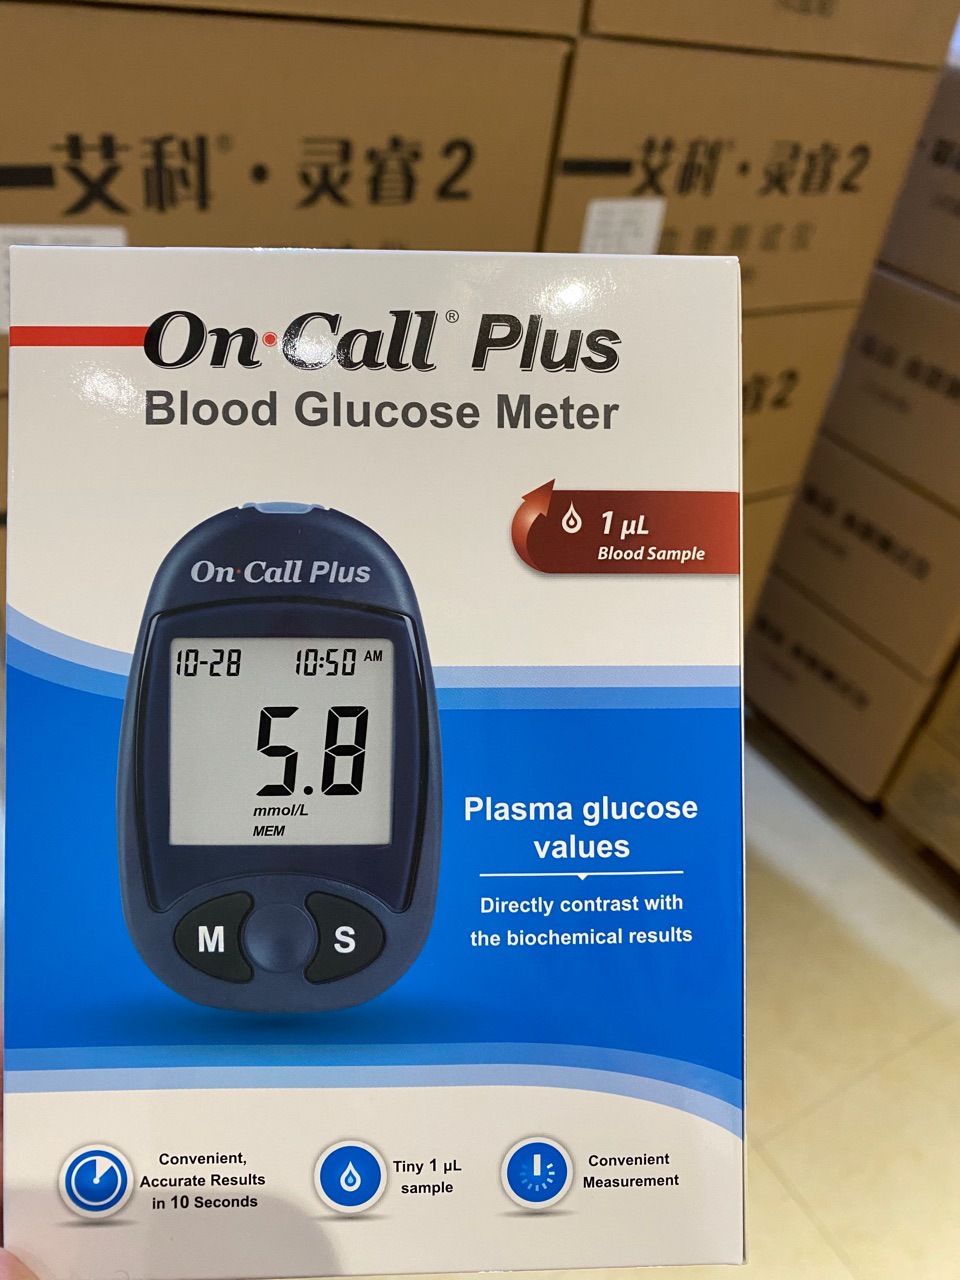 艾科®·灵睿2
艾科·灵睿2
On·Call® Plus
Blood Glucose Meter
1 µL
Blood Sample
On·Call Plus
10-28 10:50 AM
5.8
mmol/L
MEM
M S
Plasma glucose
values
Directly contrast with
the biochemical results
Convenient,
Accurate Results
in 10 Seconds
Tiny 1 µL
sample
Convenient
Measurement